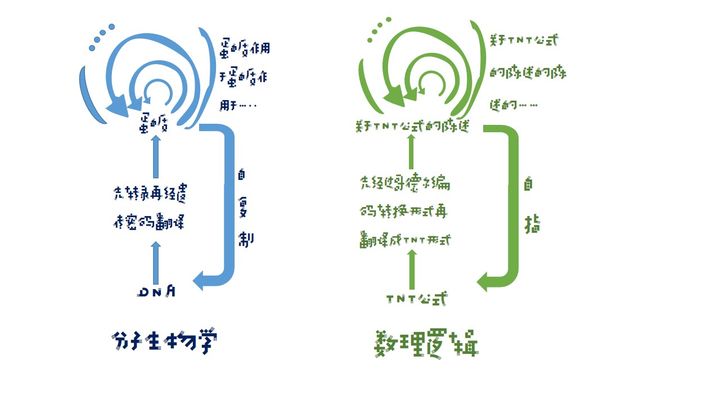 蛋白质作用
于蛋白质作
用于……
蛋白质
自复制
先转录再经遗
传密码翻译
DNA
分子生物学
关于TNT公式
的陈述的陈
述的……
关于TNT公式的陈述
自指
先经过哥德尔编
码转换形式再
翻译成TNT形式
TNT公式
数理逻辑